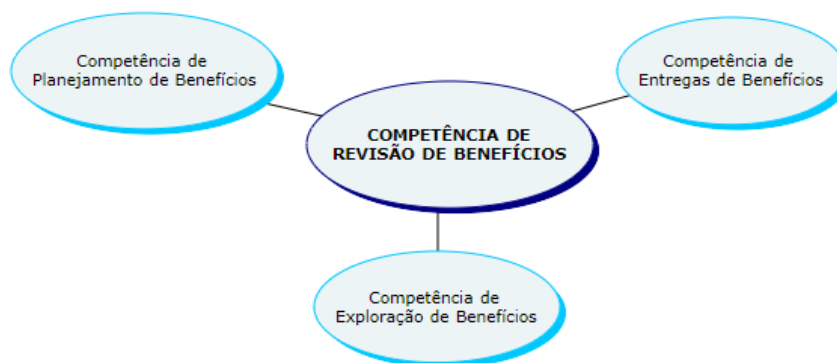 Competência de
Planejamento de Benefícios
Competência de
Entregas de Benefícios
COMPETÊNCIA DE
REVISÃO DE BENEFÍCIOS
Competência de
Exploração de Benefícios